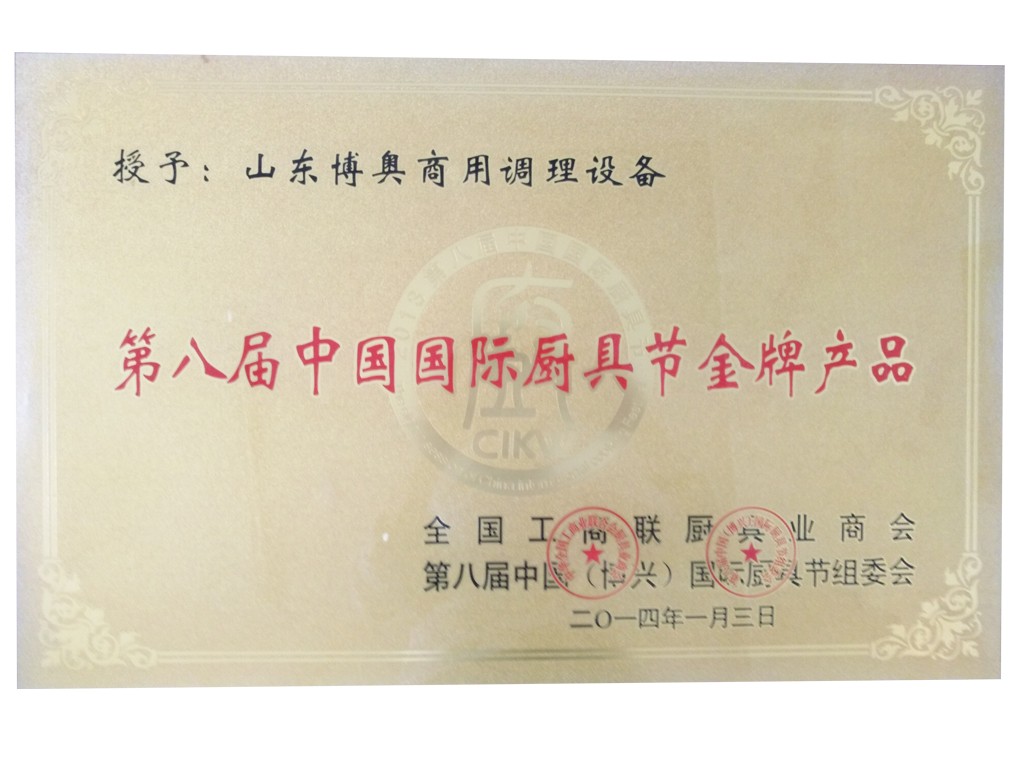 授予：山东博奥商用调理设备
第八届中国国际厨具节金牌产品
CIKW
全国工商联厨具业商会
第八届中国（博兴）国际厨具节组委会
二〇一四年一月三日